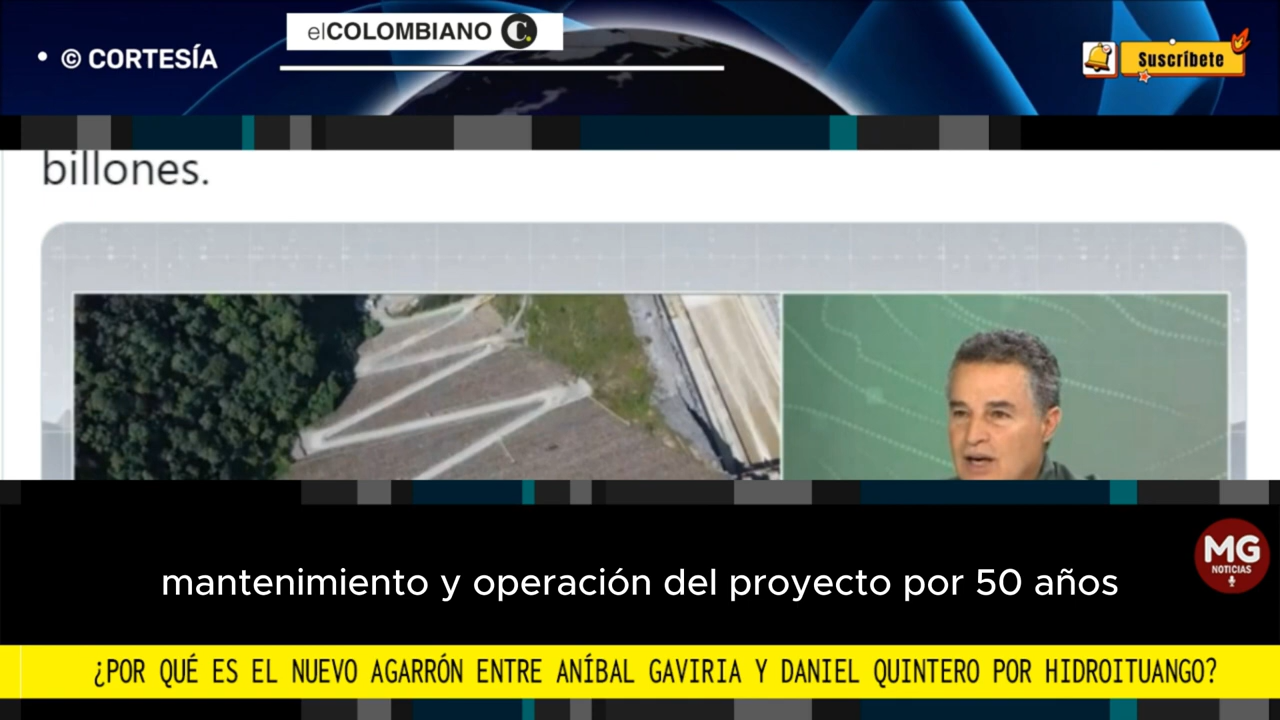 elCOLOMBIANO C.
• © CORTESÍA
Suscríbete
billones.
MG
NOTICIAS
mantenimiento y operación del proyecto por 50 años
¿POR QUÉ ES EL NUEVO AGARRÓN ENTRE ANÍBAL GAVIRIA Y DANIEL QUINTERO POR HIDROITUANGO?